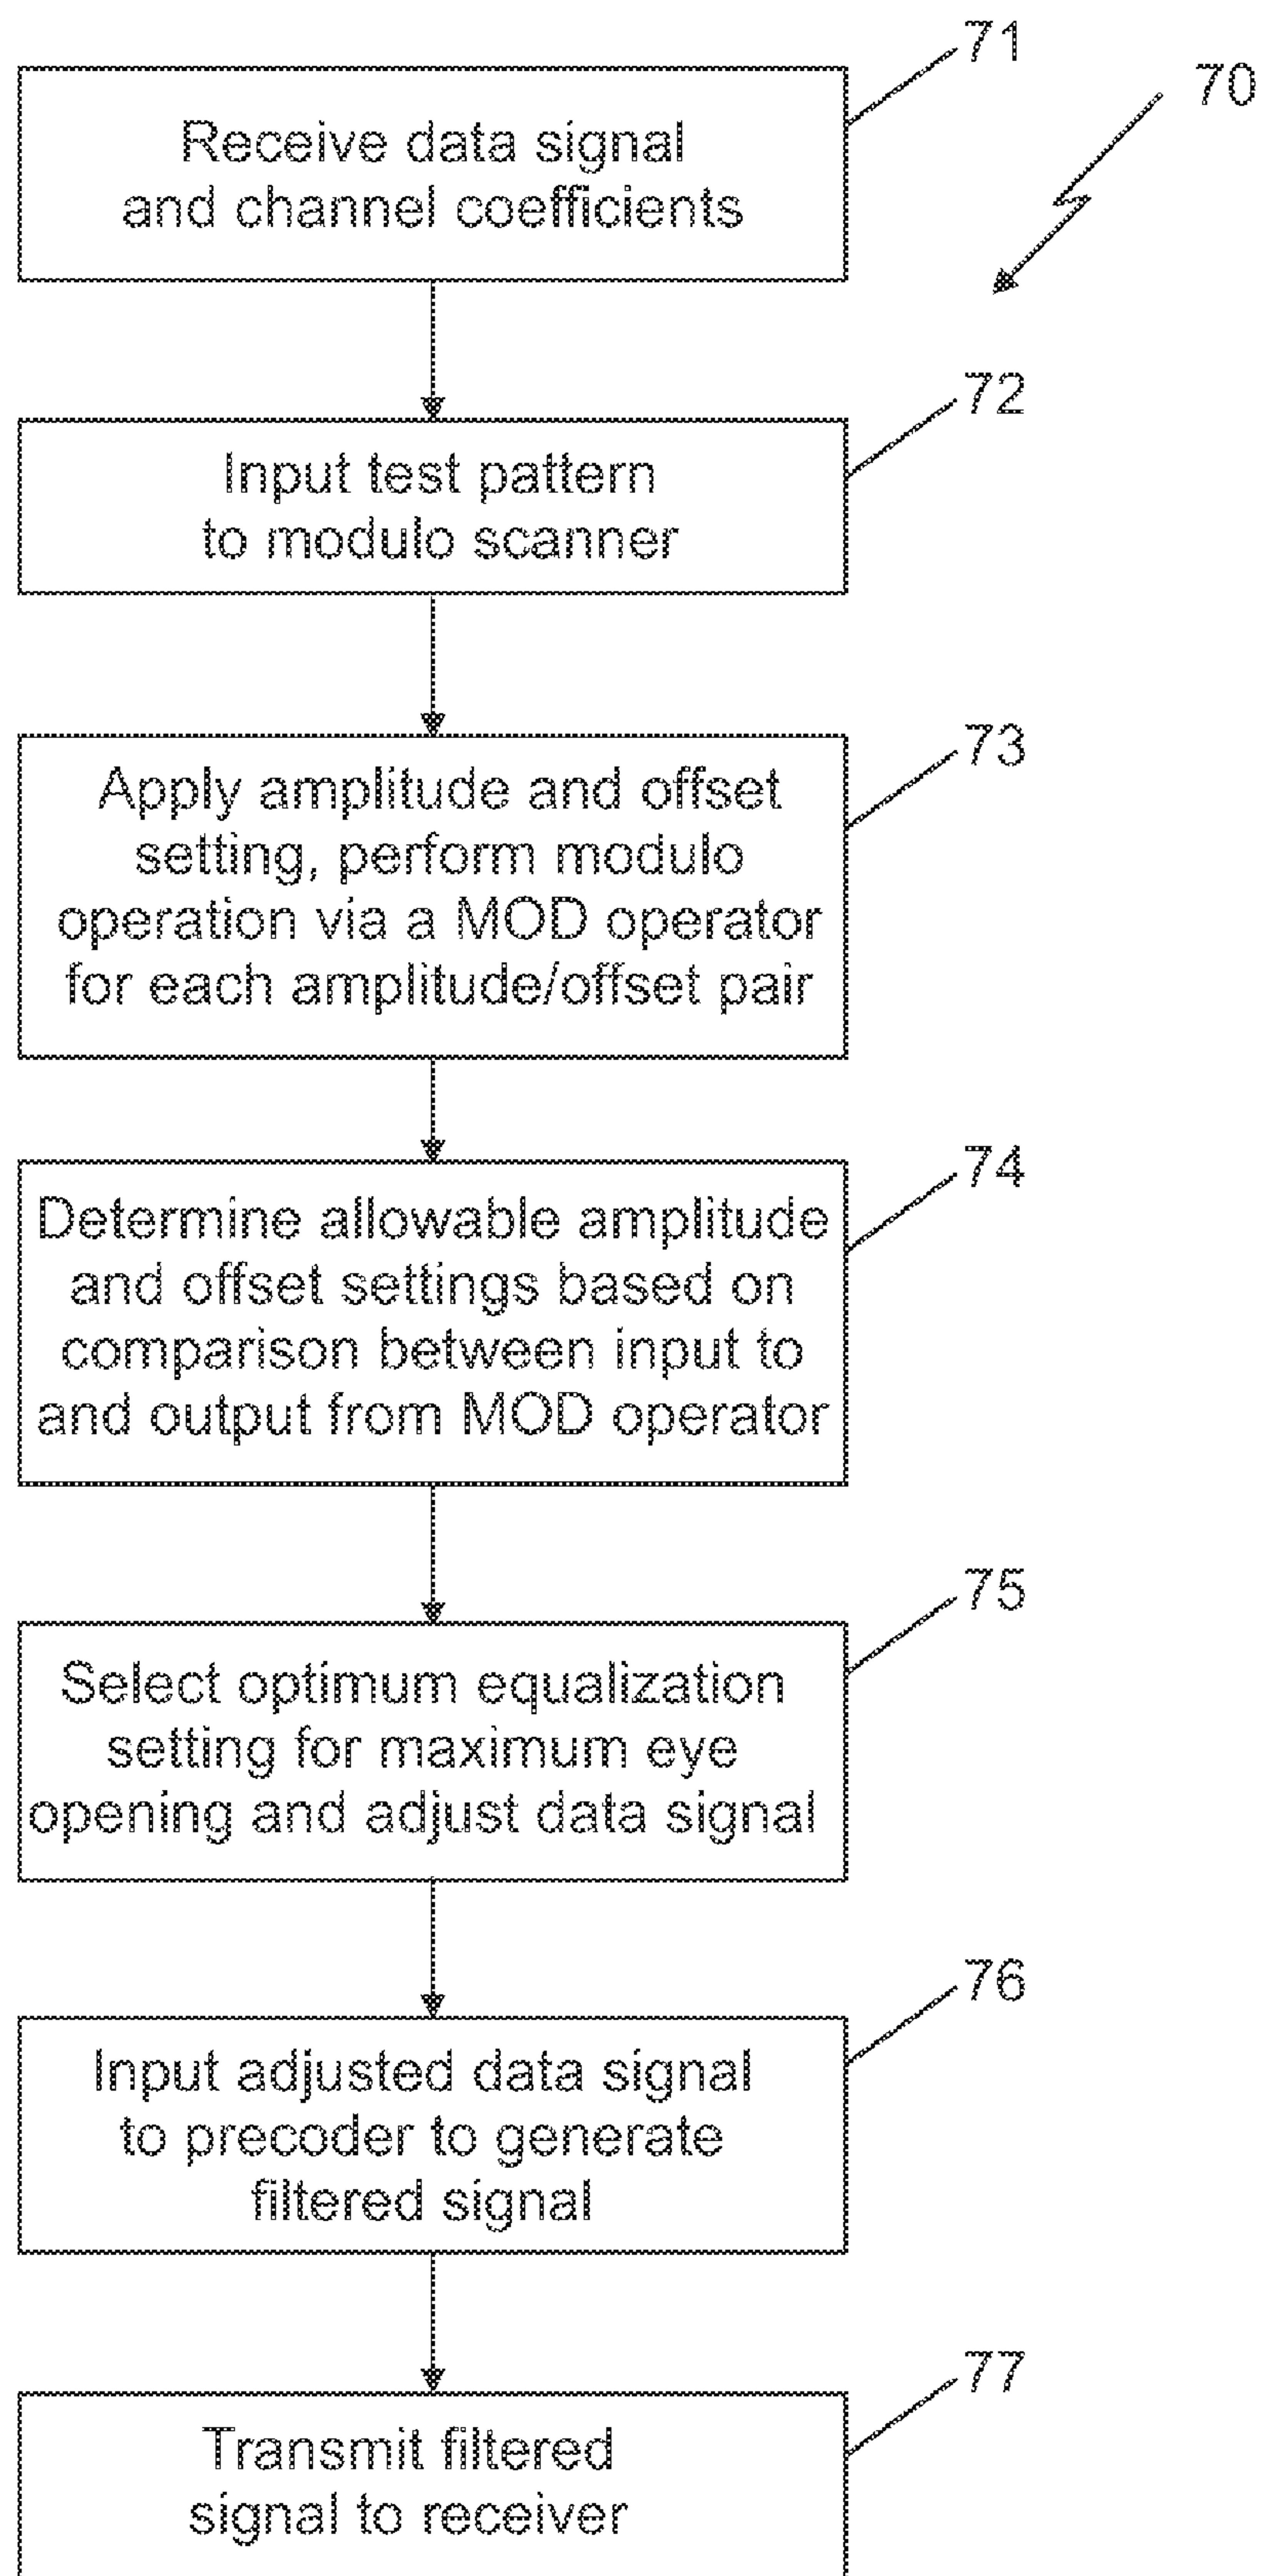 71
70
Receive data signal
and channel coefficients
72
Input test pattern
to modulo scanner
73
Apply amplitude and offset
setting, perform modulo
operation via a MOD operator
for each amplitude/offset pair
74
Determine allowable amplitude
and offset settings based on
comparison between input to
and output from MOD operator
75
Select optimum equalization
setting for maximum eye
opening and adjust data signal
76
Input adjusted data signal
to precoder to generate
filtered signal
77
Transmit filtered
signal to receiver